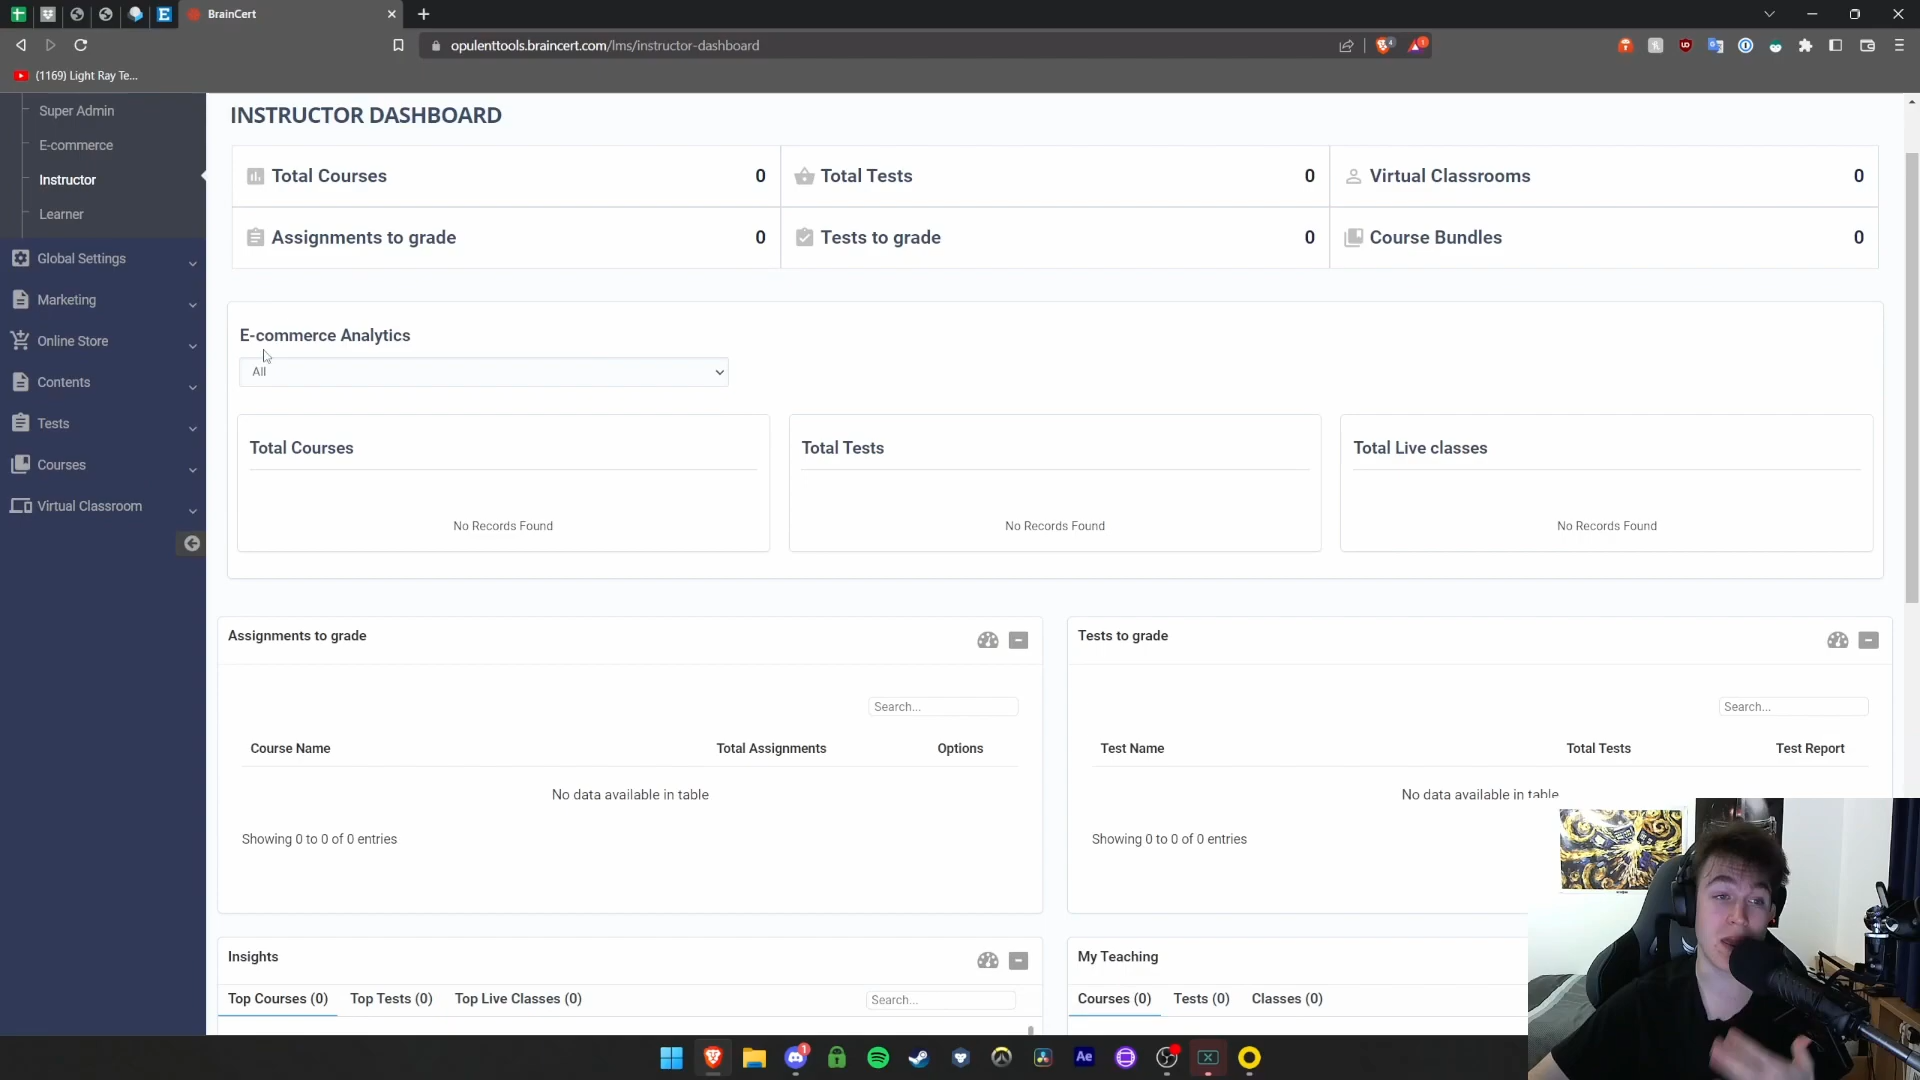 BrainCert
opulenttools.braincert.com/lms/instructor-dashboard
4
1
(1169) Light Ray Te...
Super Admin
E-commerce
Instructor
Learner
Global Settings
Marketing
Online Store
Contents
Tests
Courses
Virtual Classroom
INSTRUCTOR DASHBOARD
Total Courses 0
Total Tests 0
Virtual Classrooms 0
Assignments to grade 0
Tests to grade 0
Course Bundles 0
E-commerce Analytics
All
Total Courses
No Records Found
Total Tests
No Records Found
Total Live classes
No Records Found
Assignments to grade
Search...
Course Name Total Assignments Options
No data available in table
Showing 0 to 0 of 0 entries
Tests to grade
Search...
Test Name Total Tests Test Report
No data available in table
Showing 0 to 0 of 0 entries
Insights
Top Courses (0) Top Tests (0) Top Live Classes (0)
Search...
My Teaching
Courses (0) Tests (0) Classes (0)
1
Ae